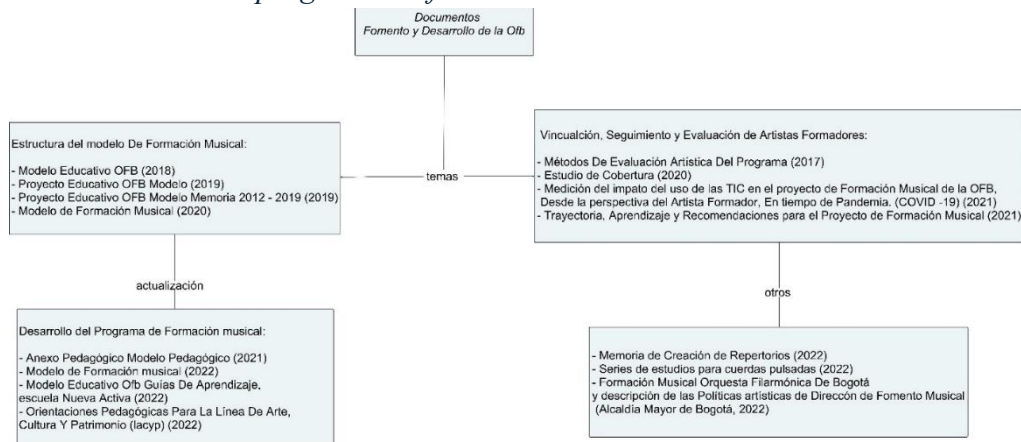 Documentos
Fomento y Desarrollo de la Ofb
Estructura del modelo De Formación Musical:
- Modelo Educativo OFB (2018)
- Proyecto Educativo OFB Modelo (2019)
- Proyecto Educativo OFB Modelo Memoria 2012 - 2019 (2019)
- Modelo de Formación Musical (2020)
temas
Vincualción, Seguimiento y Evaluación de Artistas Formadores:
- Métodos De Evaluación Artistica Del Programa (2017)
- Estudio de Cobertura (2020)
- Medición del impato del uso de las TIC en el proyecto de Formación Musical de la OFB,
Desde la perspectiva del Artista Formador, En tiempo de Pandemia. (COVID -19) (2021)
- Trayectoria, Aprendizaje y Recomendaciones para el Proyecto de Formación Musical (2021)
actualización
otros
Desarrollo del Programa de Formación musical:
- Anexo Pedagógico Modelo Pedagógico (2021)
- Modelo de Formación musical (2022)
- Modelo Educativo Ofb Guías De Aprendizaje,
escuela Nueva Activa (2022)
- Orientaciones Pedagógicas Para La Línea De Arte,
Cultura Y Patrimonio (lacyp) (2022)
- Memoria de Creación de Repertorios (2022)
- Series de estudios para cuerdas pulsadas (2022)
- Formación Musical Orquesta Filarmónica De Bogotá
y descripción de las Políticas artísticas de Direccón de Fomento Musical
(Alcaldía Mayor de Bogotá, 2022)